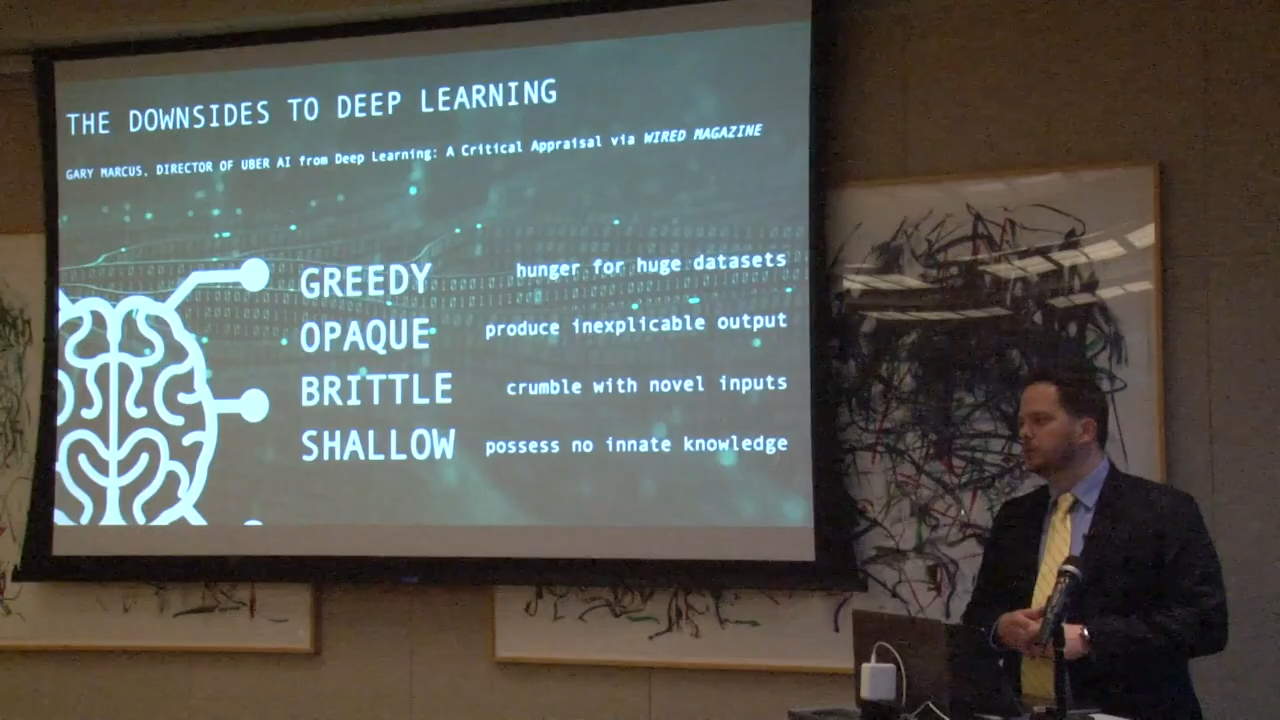 THE DOWNSIDES TO DEEP LEARNING
GARY MARCUS, DIRECTOR OF UBER AI from Deep Learning: A Critical Appraisal via WIRED MAGAZINE
GREEDY hunger for huge datasets
OPAQUE produce inexplicable output
BRITTLE crumble with novel inputs
SHALLOW possess no innate knowledge